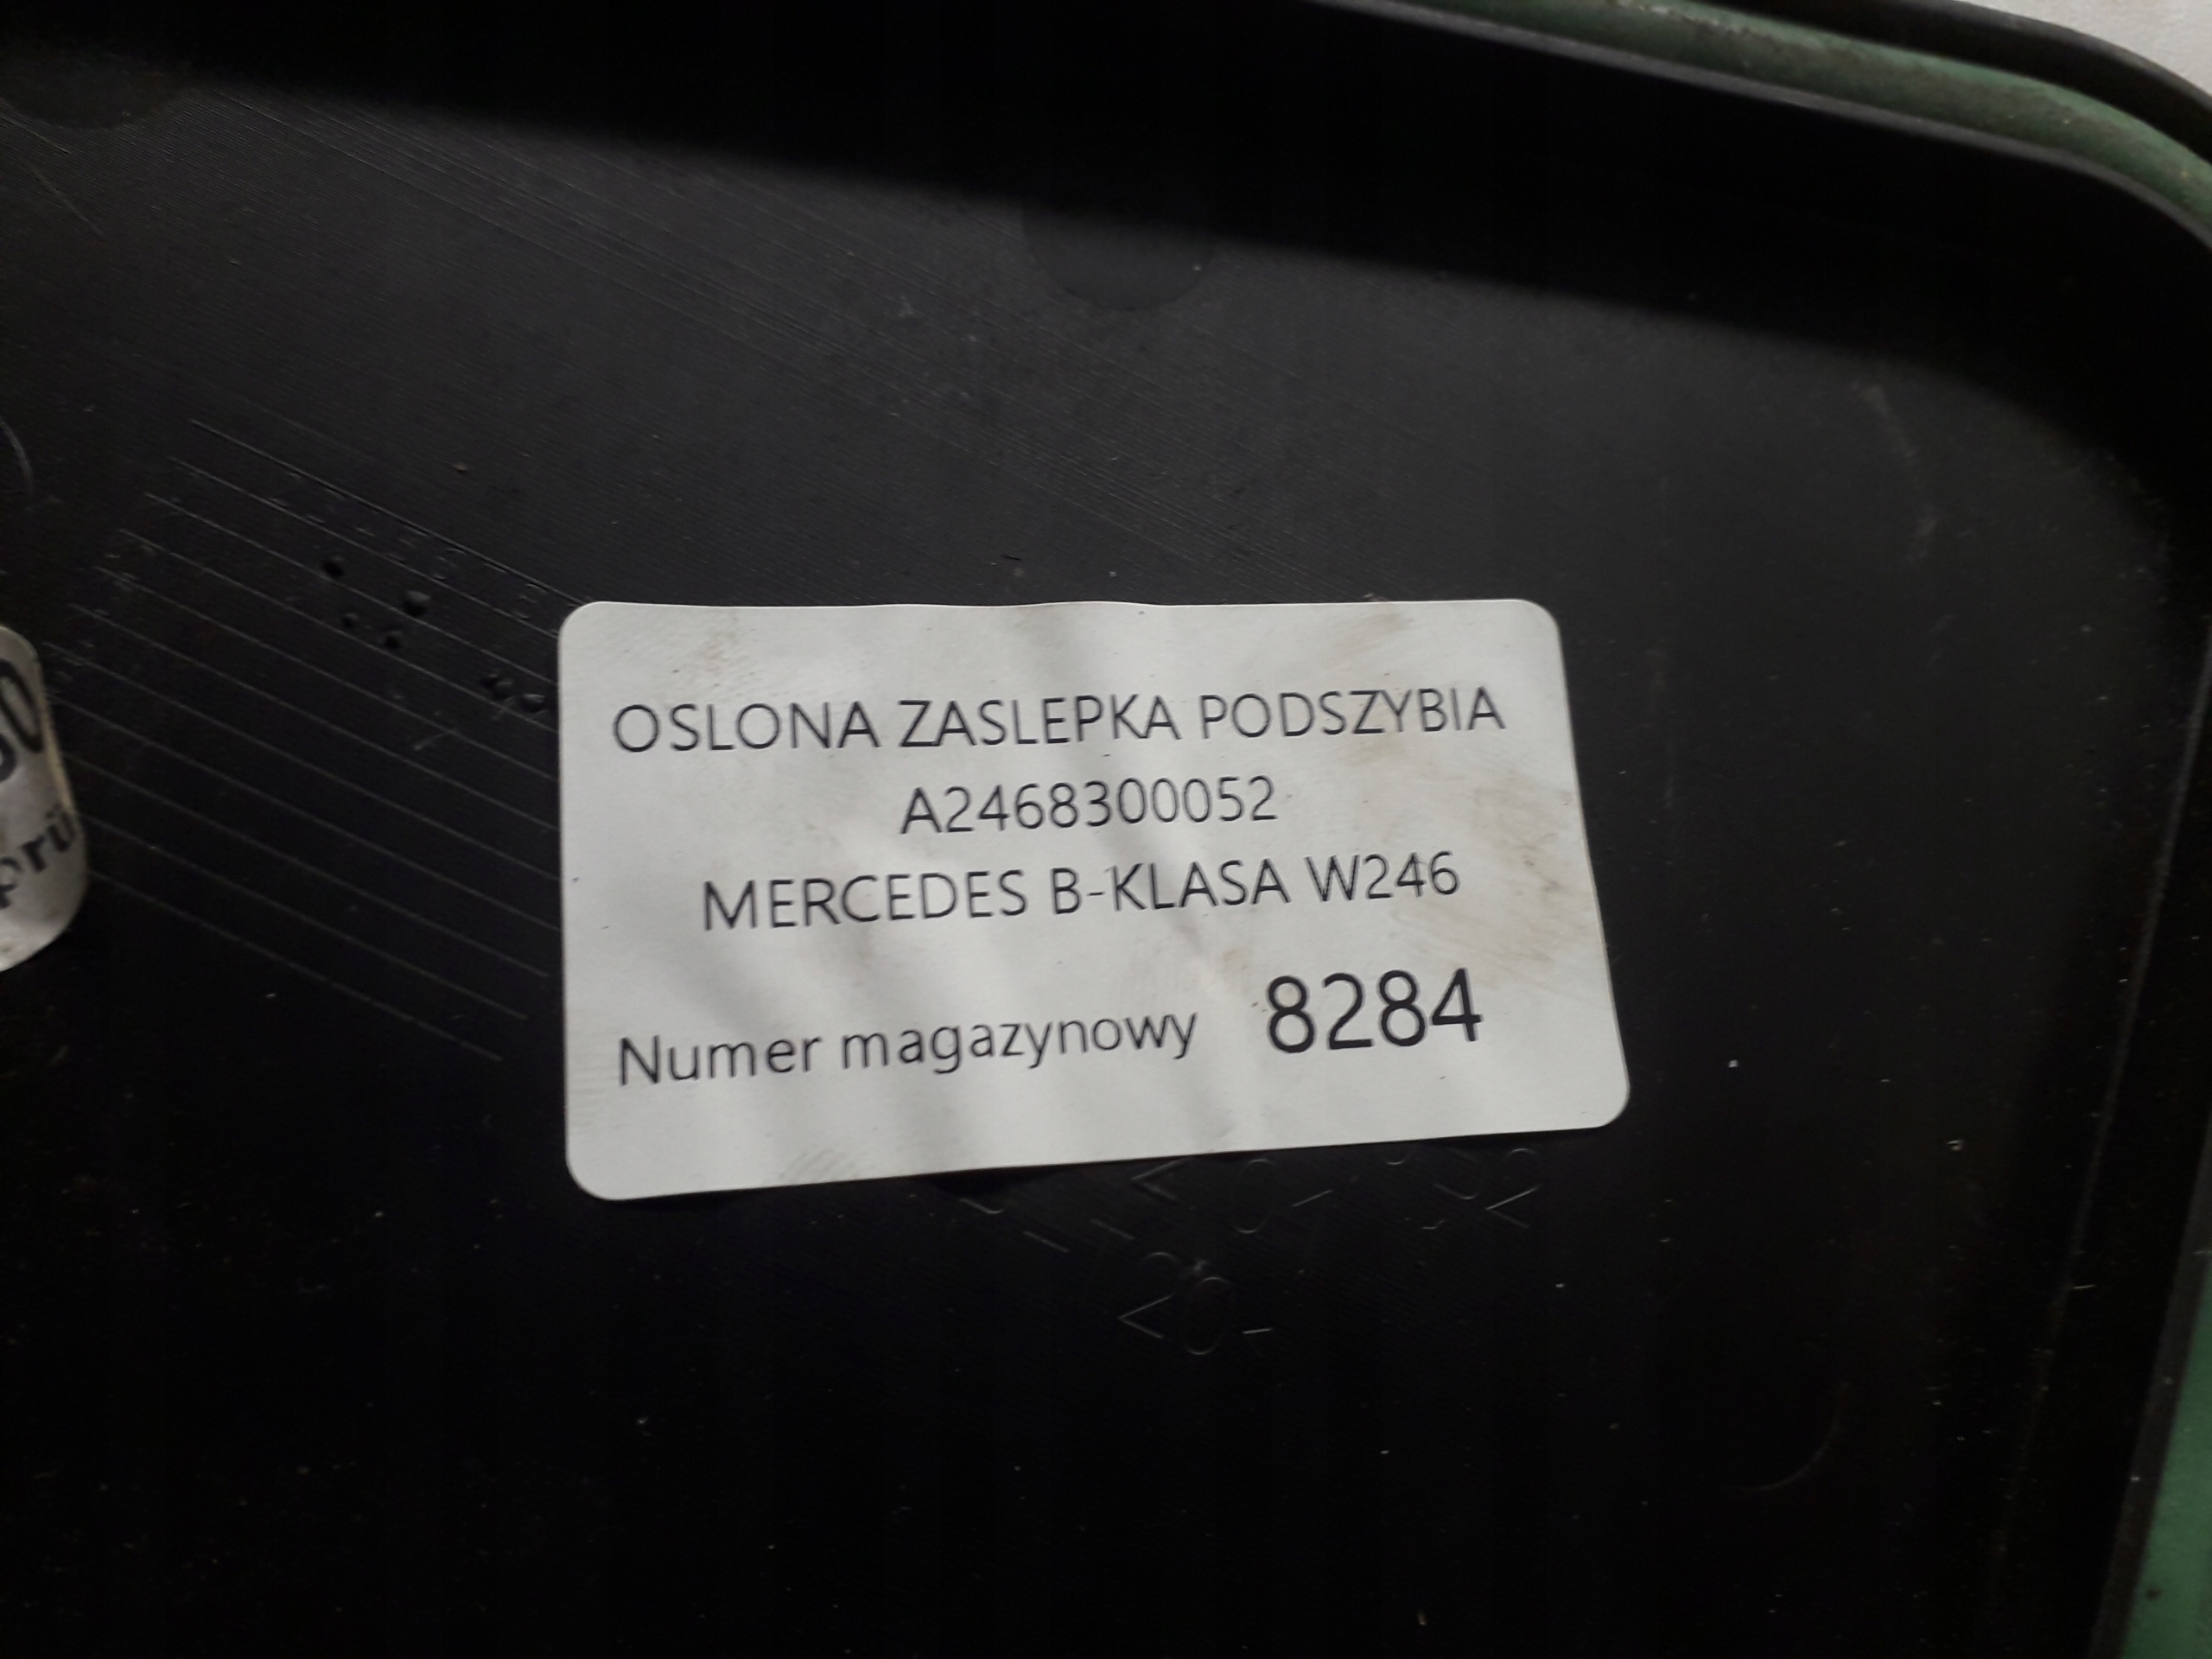 OSLONA ZASLEPKA PODSZYBIA
A2468300052
MERCEDES B-KLASA W246
Numer magazynowy 8284